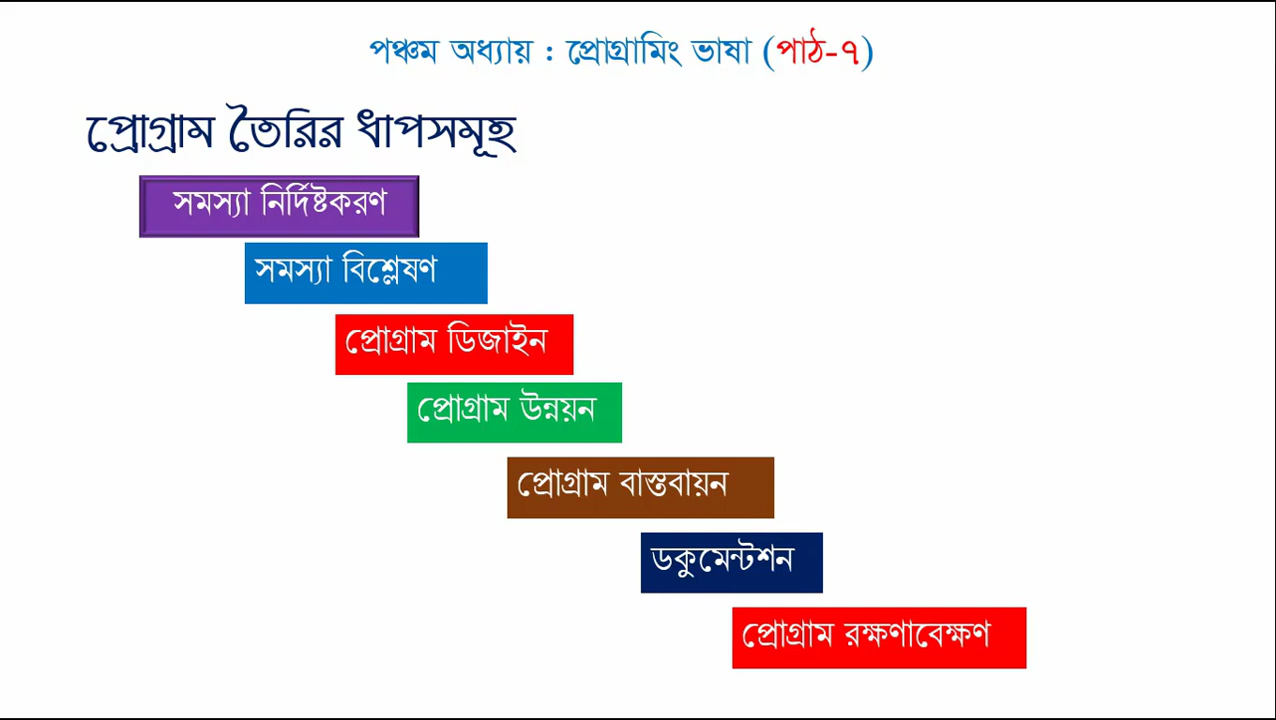 পঞ্চম অধ্যায় : প্রোগ্রামিং ভাষা (পাঠ-৭)
প্রোগ্রাম তৈরির ধাপসমূহ
সমস্যা নির্দিষ্টকরণ
সমস্যা বিশ্লেষণ
প্রোগ্রাম ডিজাইন
প্রোগ্রাম উন্নয়ন
প্রোগ্রাম বাস্তবায়ন
ডকুমেন্টশন
প্রোগ্রাম রক্ষণাবেক্ষণ